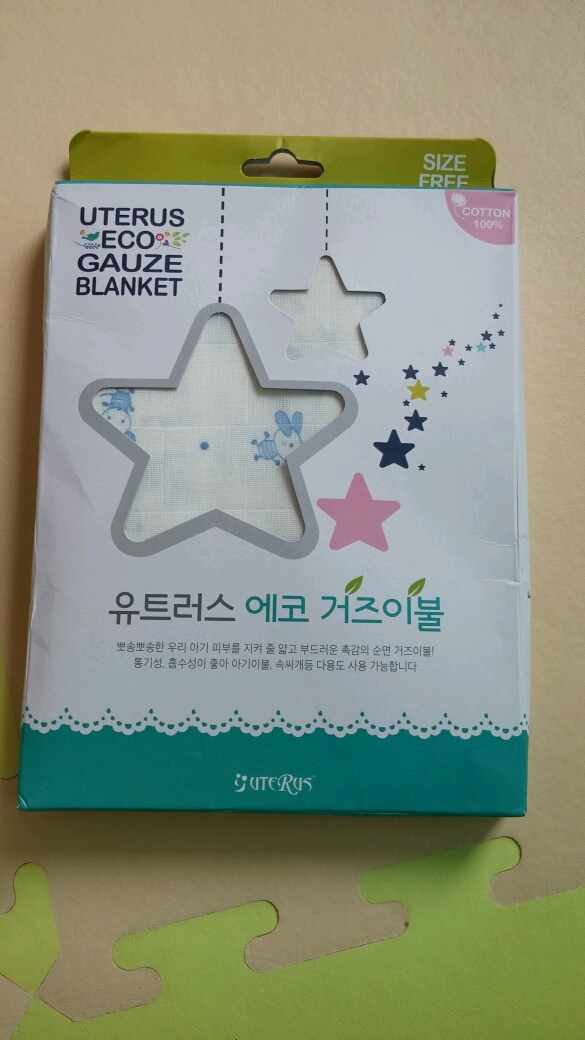 SIZE
FREE
COTTON
100%
UTERUS
ECO
GAUZE
BLANKET
유트러스 에코 거즈이불
뽀송뽀송한 우리 아기 피부를 지켜 줄 얇고 부드러운 촉감의 순면 거즈이불!
통기성, 흡수성이 좋아 아기이불, 속싸개등 다용도 사용 가능합니다
UTERUS